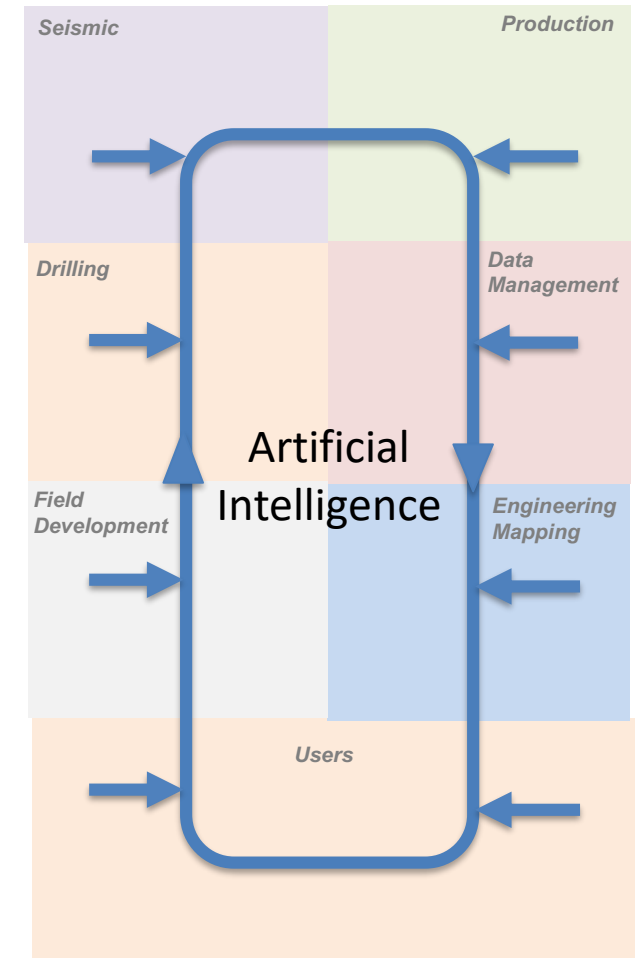 Seismic
Production
Drilling
Data
Management
Artificial
Intelligence
Field
Development
Engineering
Mapping
Users